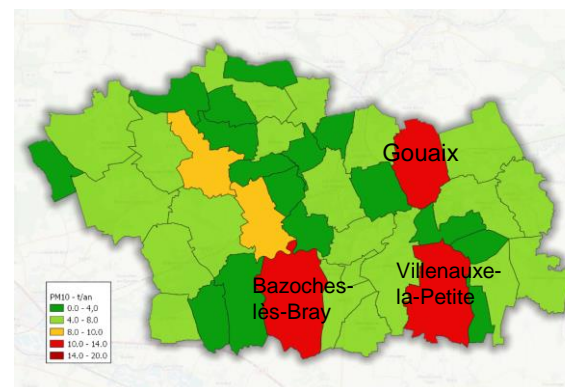 Gouaix
Bazoches-
lès-Bray
Villenauxe-
la-Petite
PM10 - t/an
0.0 - 4,0
4.0 - 8.0
8.0 - 10.0
10.0 - 14.0
14.0 - 20.0